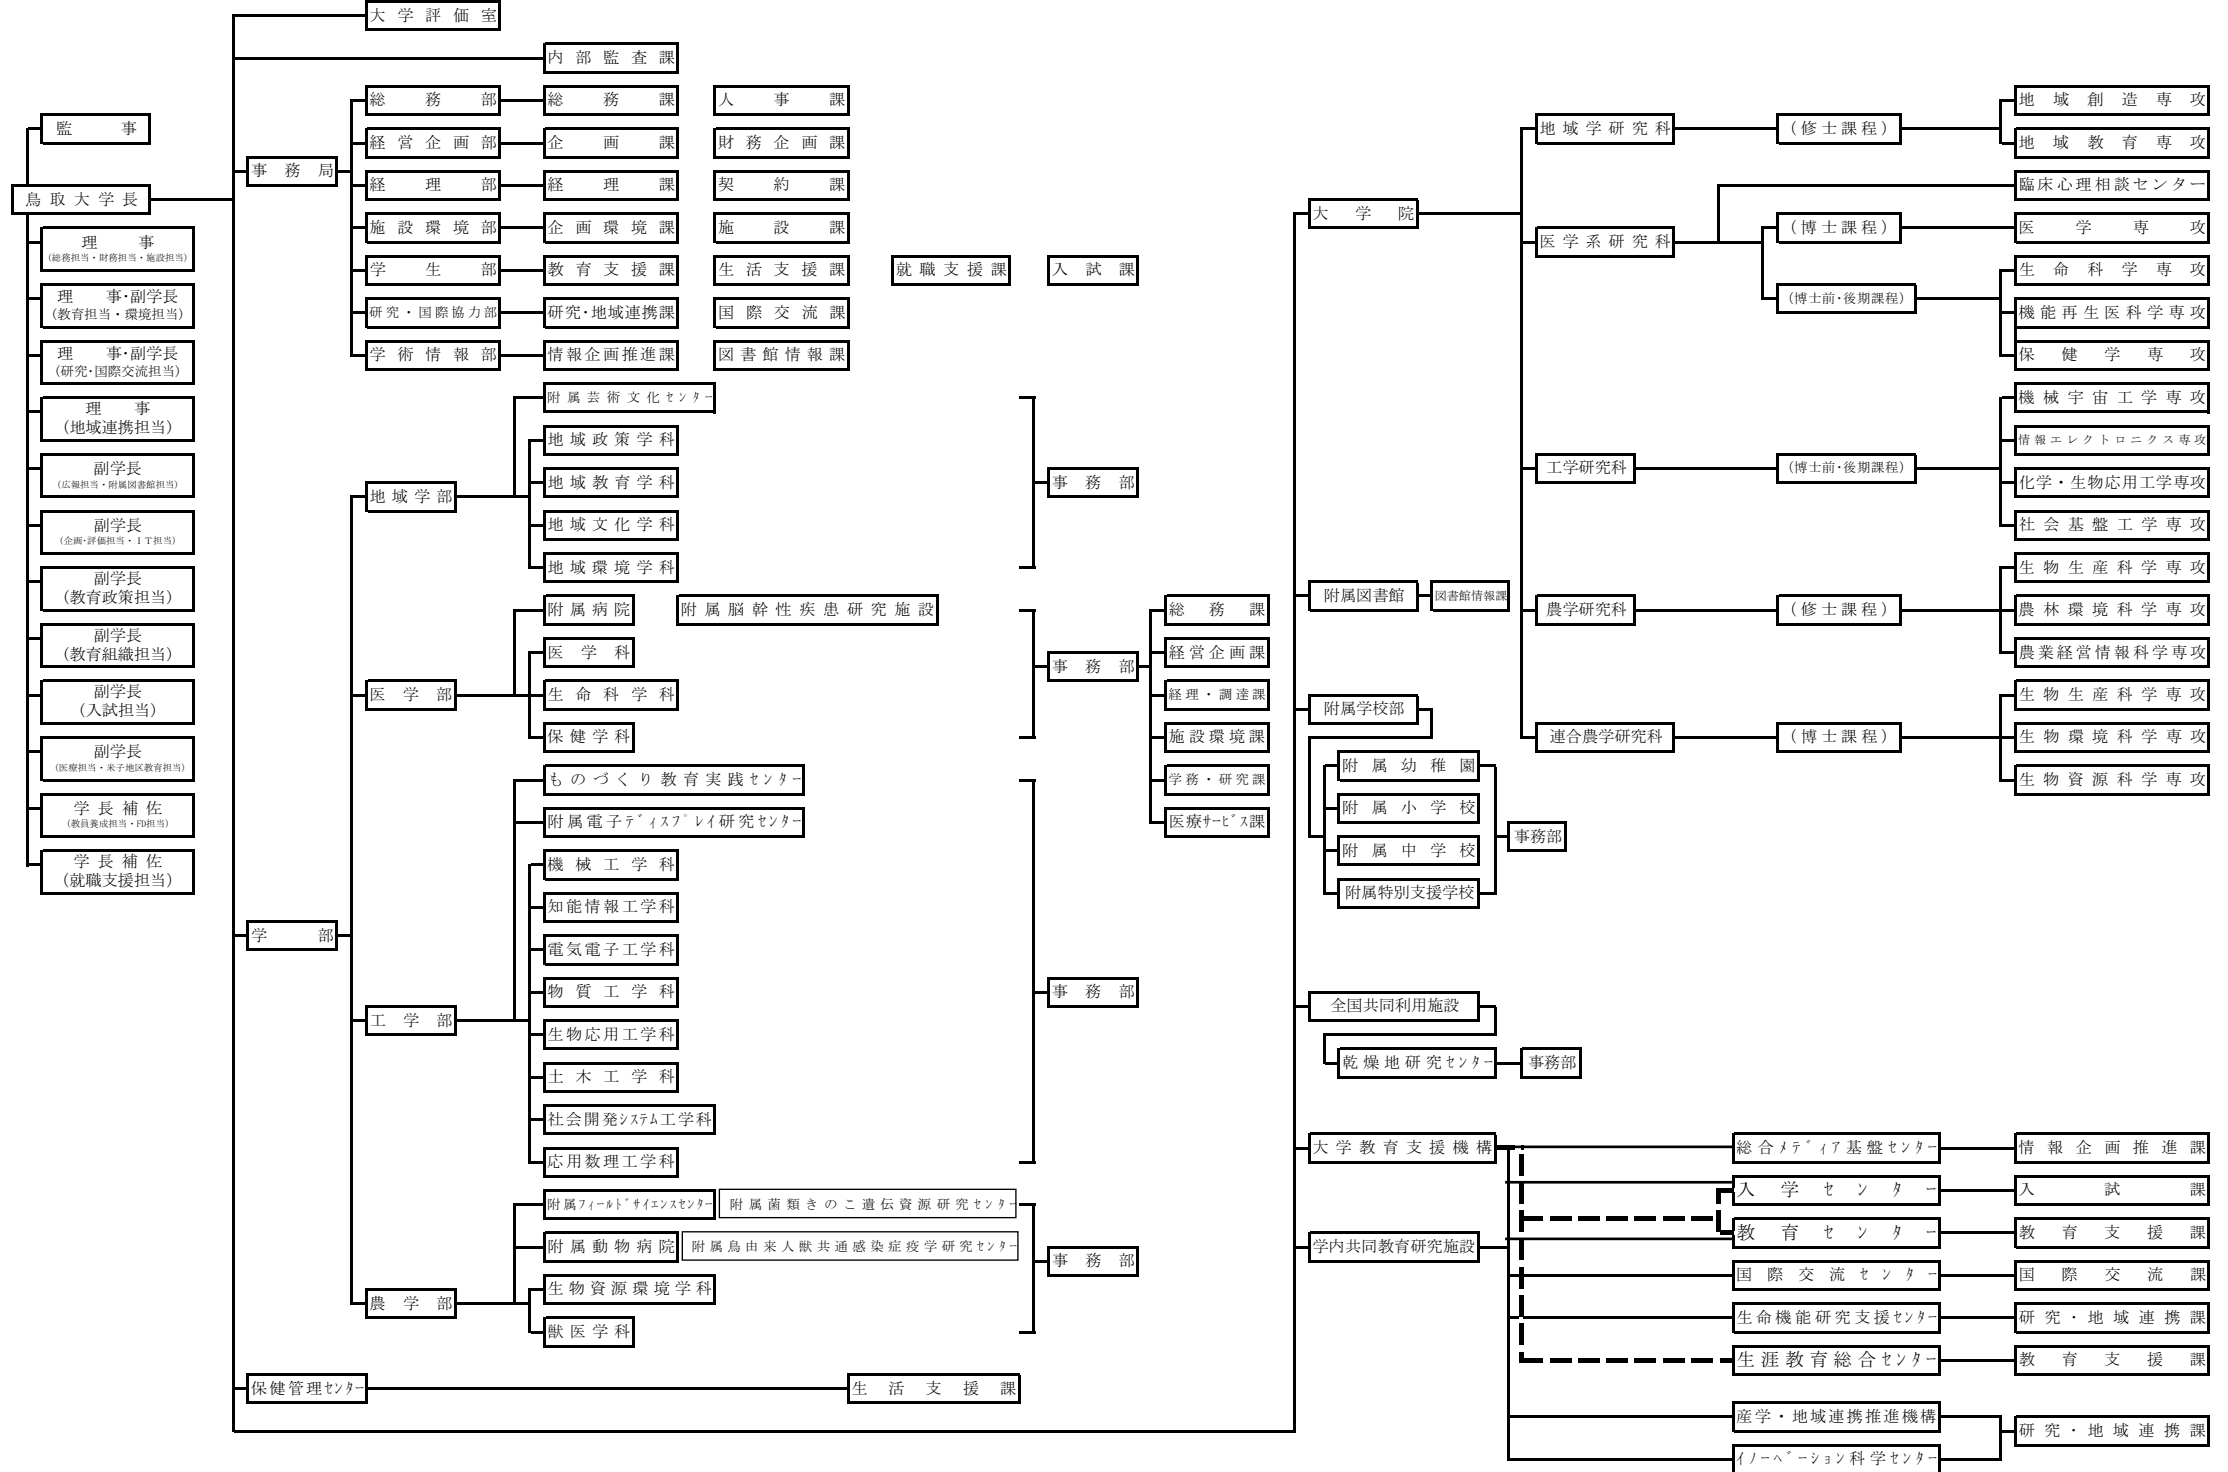 大学評価室
内部監査課
監事
鳥取大学長
理事
(総務担当・財務担当・施設担当)
理事・副学長
(教育担当・環境担当)
理事・副学長
(研究・国際交流担当)
理事
(地域連携担当)
副学長
(広報担当・附属図書館担当)
副学長
(企画・評価担当・IT担当)
副学長
(教育政策担当)
副学長
(教育組織担当)
副学長
(入試担当)
副学長
(医療担当・米子地区教育担当)
学長補佐
(教員養成担当・FD担当)
学長補佐
(就職支援担当)
事務局
総務部 総務課 人事課
経営企画部 企画課 財務企画課
経理部 経理課 契約課
施設環境部 企画環境課 施設課
学生部 教育支援課 生活支援課 就職支援課 入試課
研究・国際協力部 研究・地域連携課 国際交流課
学術情報部 情報企画推進課 図書館情報課
学部
地域学部
附属芸術文化センター
地域政策学科
地域教育学科
地域文化学科
地域環境学科
事務部
医学部
附属病院 附属脳幹性疾患研究施設
医学科
生命科学科
保健学科
事務部
総務課
経営企画課
経理・調達課
施設環境課
学務・研究課
医療サービス課
工学部
ものづくり教育実践センター
附属電子ディスプレイ研究センター
機械工学科
知能情報工学科
電気電子工学科
物質工学科
生物応用工学科
土木工学科
社会開発システム工学科
応用数理工学科
事務部
農学部
附属フィールドサイエンスセンター 附属菌類きのこ遺伝資源研究センター
附属動物病院 附属鳥由来人獣共通感染症疫学研究センター
生物資源環境学科
獣医学科
事務部
保健管理センター 生活支援課
大学院
地域学研究科 (修士課程)
地域創造専攻
地域教育専攻
医学系研究科
臨床心理相談センター
(博士課程) 医学専攻
(博士前・後期課程)
生命科学専攻
機能再生医科学専攻
保健学専攻
工学研究科 (博士前・後期課程)
機械宇宙工学専攻
情報エレクトロニクス専攻
化学・生物応用工学専攻
社会基盤工学専攻
農学研究科 (修士課程)
生物生産科学専攻
農林環境科学専攻
農業経営情報科学専攻
連合農学研究科 (博士課程)
生物生産科学専攻
生物環境科学専攻
生物資源科学専攻
附属図書館 図書館情報課
附属学校部
附属幼稚園
附属小学校
附属中学校
附属特別支援学校
事務部
全国共同利用施設
乾燥地研究センター 事務部
大学教育支援機構
学内共同教育研究施設
総合メディア基盤センター 情報企画推進課
入学センター 入試課
教育センター 教育支援課
国際交流センター 国際交流課
生命機能研究支援センター 研究・地域連携課
生涯教育総合センター 教育支援課
産学・地域連携推進機構
イノーベーション科学センター
研究・地域連携課